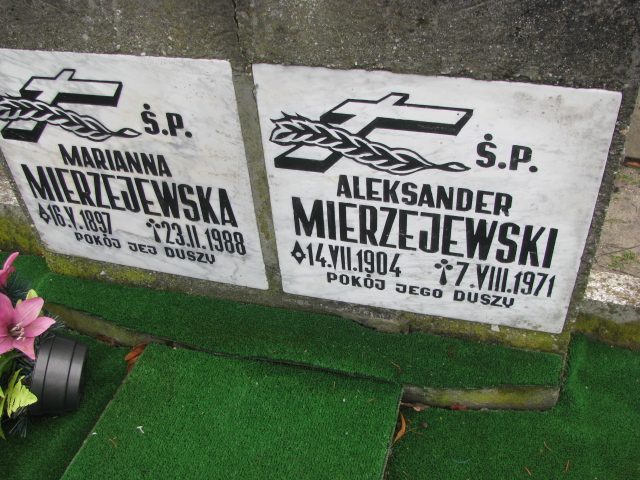 Ś.P.
MARIANNA
MIERZEJEWSKA
16.V.1897 23.II.1988
POKÓJ JEJ DUSZY
Ś.P.
ALEKSANDER
MIERZEJEWSKI
14.VII.1904 7.VIII.1971
POKÓJ JEGO DUSZY